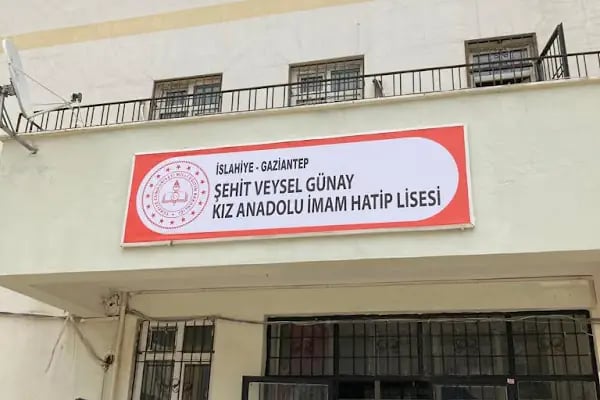 İSLAHİYE - GAZİANTEP
ŞEHİT VEYSEL GÜNAY
KIZ ANADOLU İMAM HATİP LİSESİ